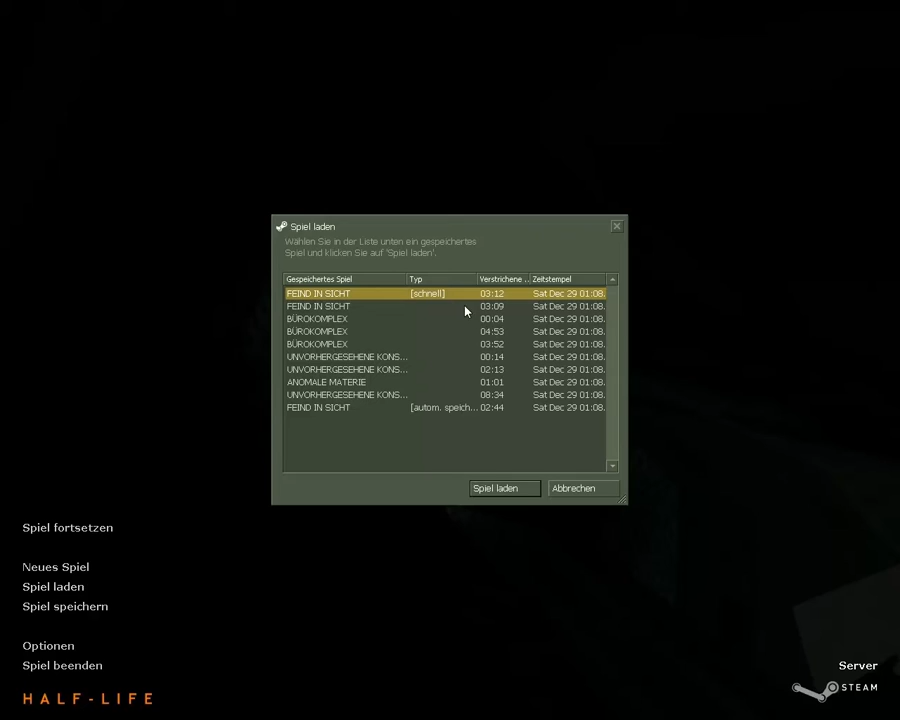 Spiel laden
Wählen Sie in der Liste unten ein gespeichertes
Spiel und klicken Sie auf 'Spiel laden'.
Gespeichertes Spiel Typ Verstrichene .. Zeitstempel
FEIND IN SICHT [schnell] 03:12 Sat Dec 29 01:08.
FEIND IN SICHT 03:09 Sat Dec 29 01:08.
BÜROKOMPLEX 00:04 Sat Dec 29 01:08.
BÜROKOMPLEX 04:53 Sat Dec 29 01:08.
BÜROKOMPLEX 03:52 Sat Dec 29 01:08.
UNVORHERGESEHENE KONS... 00:14 Sat Dec 29 01:08.
UNVORHERGESEHENE KONS... 02:13 Sat Dec 29 01:08.
ANOMALE MATERIE 01:01 Sat Dec 29 01:08.
UNVORHERGESEHENE KONS... 08:34 Sat Dec 29 01:08.
FEIND IN SICHT [autom. speich... 02:44 Sat Dec 29 01:08.
Spiel laden Abbrechen
Spiel fortsetzen
Neues Spiel
Spiel laden
Spiel speichern
Optionen
Spiel beenden
Server
HALF-LIFE
STEAM